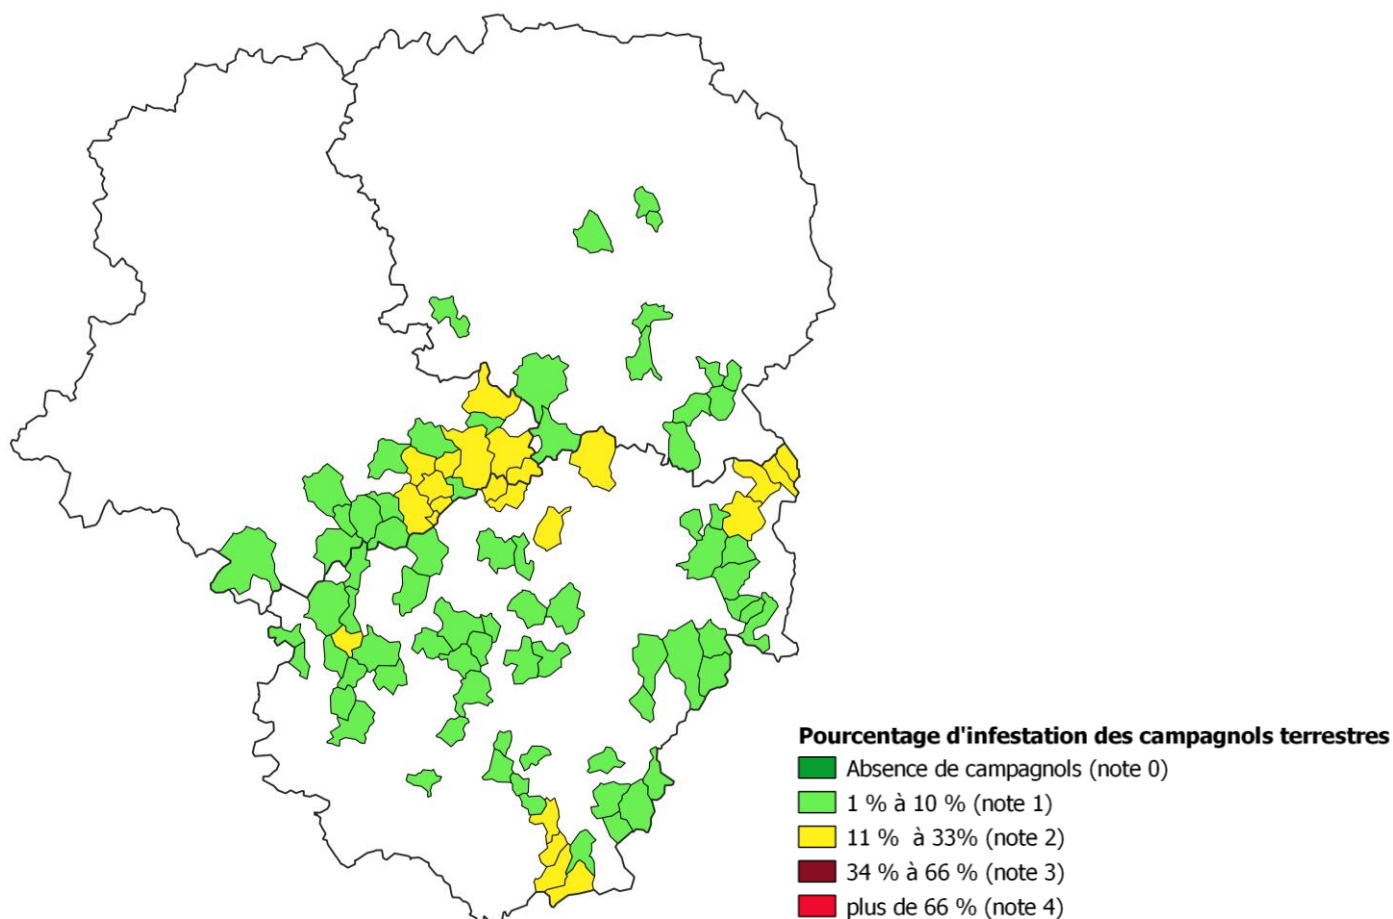 Pourcentage d'infestation des campagnols terrestres
Absence de campagnols (note 0)
1 % à 10 % (note 1)
11 % à 33% (note 2)
34 % à 66 % (note 3)
plus de 66 % (note 4)